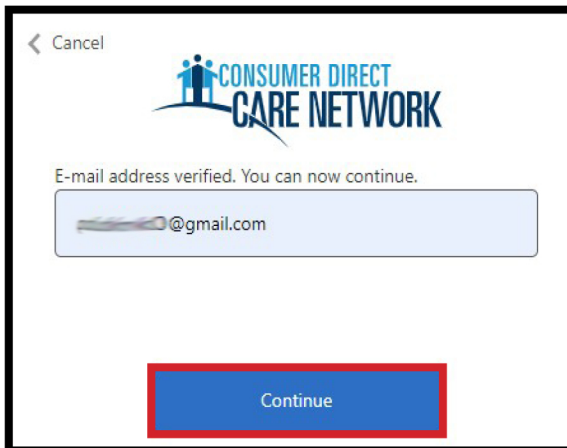 Cancel
CONSUMER DIRECT
CARE NETWORK
E-mail address verified. You can now continue.
@gmail.com
Continue